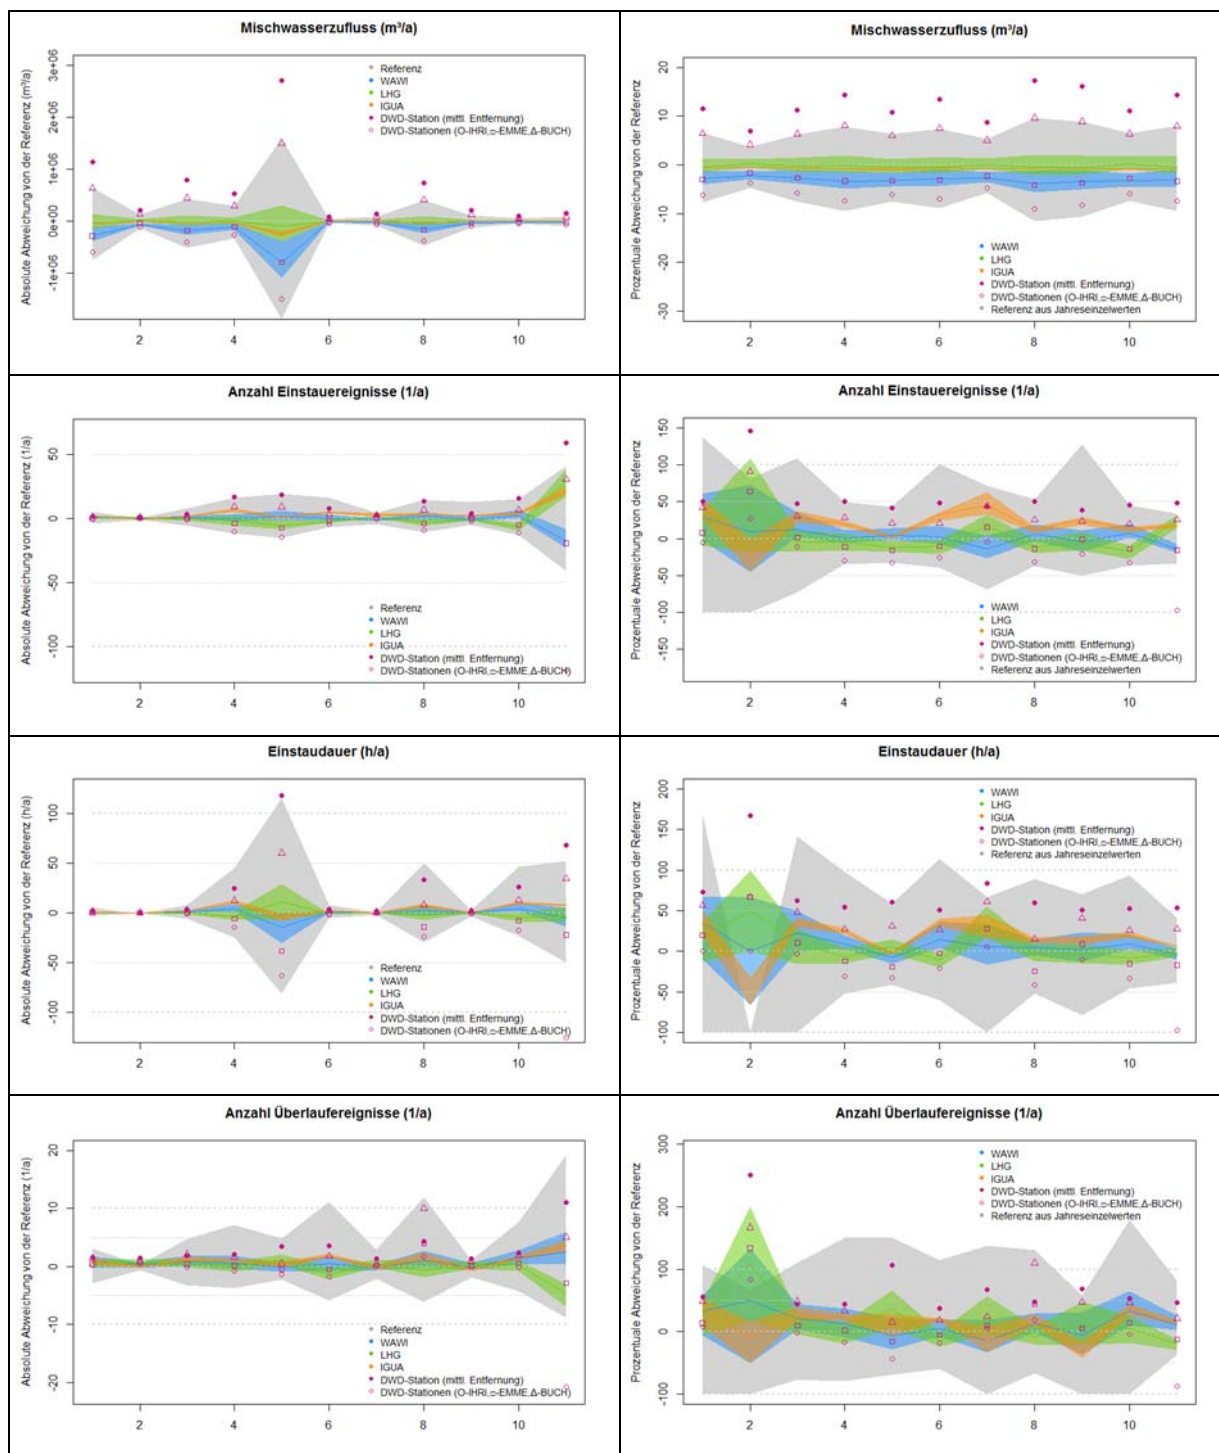 Mischwasserzufluss (m³/a)
Absolute Abweichung von der Referenz (m³/a)
3e+06
2e+06
1e+06
0e+00
-1e+06
Referenz
WAWI
LHG
IGUA
DWD-Station (mittl. Entfernung)
DWD-Stationen (O-IHRI,□-EMME,Δ-BUCH)
2 4 6 8 10
Mischwasserzufluss (m³/a)
Prozentuale Abweichung von der Referenz
20
10
0
-10
-20
-30
WAWI
LHG
IGUA
DWD-Station (mittl. Entfernung)
DWD-Stationen (O-IHRI,□-EMME,Δ-BUCH)
Referenz aus Jahreseinzelwerten
2 4 6 8 10
Anzahl Einstauereignisse (1/a)
Absolute Abweichung von der Referenz (1/a)
50
0
-50
-100
Referenz
WAWI
LHG
IGUA
DWD-Station (mittl. Entfernung)
DWD-Stationen (O-IHRI,□-EMME,Δ-BUCH)
2 4 6 8 10
Anzahl Einstauereignisse (1/a)
Prozentuale Abweichung von der Referenz
150
100
50
0
-50
-100
-150
WAWI
LHG
IGUA
DWD-Station (mittl. Entfernung)
DWD-Stationen (O-IHRI,□-EMME,Δ-BUCH)
Referenz aus Jahreseinzelwerten
2 4 6 8 10
Einstaudauer (h/a)
Absolute Abweichung von der Referenz (h/a)
100
50
0
-50
-100
Referenz
WAWI
LHG
IGUA
DWD-Station (mittl. Entfernung)
DWD-Stationen (O-IHRI,□-EMME,Δ-BUCH)
2 4 6 8 10
Einstaudauer (h/a)
Prozentuale Abweichung von der Referenz
200
150
100
50
0
-50
-100
WAWI
LHG
IGUA
DWD-Station (mittl. Entfernung)
DWD-Stationen (O-IHRI,□-EMME,Δ-BUCH)
Referenz aus Jahreseinzelwerten
2 4 6 8 10
Anzahl Überlaufereignisse (1/a)
Absolute Abweichung von der Referenz (1/a)
20
10
0
-10
-20
Referenz
WAWI
LHG
IGUA
DWD-Station (mittl. Entfernung)
DWD-Stationen (O-IHRI,□-EMME,Δ-BUCH)
2 4 6 8 10
Anzahl Überlaufereignisse (1/a)
Prozentuale Abweichung von der Referenz
300
200
100
0
-100
WAWI
LHG
IGUA
DWD-Station (mittl. Entfernung)
DWD-Stationen (O-IHRI,□-EMME,Δ-BUCH)
Referenz aus Jahreseinzelwerten
2 4 6 8 10